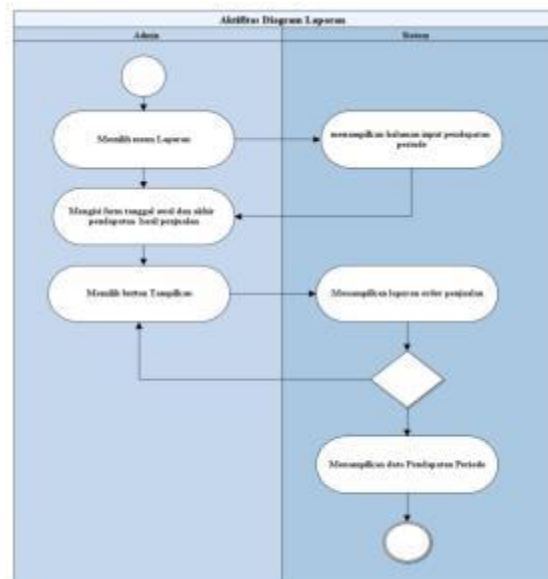 Aktifitas Diagram Laporan
Admin
Sistem
Memilih menu Laporan
menampilkan halaman input pendapatan
periode
Mengisi form tanggal awal dan akhir
pendapatan hasil penjualan
Memilih button Tampilkan
Menampilkan laporan order penjualan
Menampilkan data Pendapatan Periode